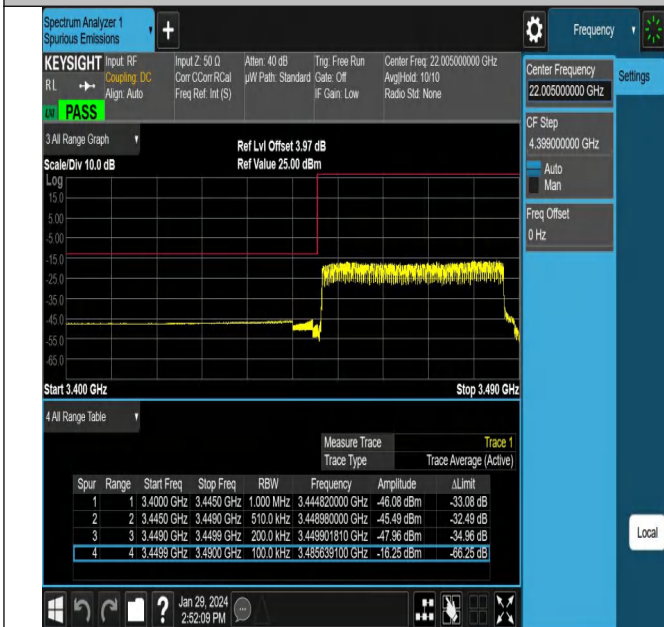 Spectrum Analyzer 1
Spurious Emissions
Frequency
KEYSIGHT Input: RF Input Z: 50 Ω Atten: 40 dB Trig: Free Run Center Freq: 22.005000000 GHz
RL Coupling: DC Corr CCorr RCal µW Path: Standard Gate: Off Avg|Hold: 10/10
Align: Auto Freq Ref: Int (S) IF Gain: Low Radio Std: None
PASS
Center Frequency
22.005000000 GHz
Settings
CF Step
4.399000000 GHz
Auto
Man
Freq Offset
0 Hz
3 All Range Graph
Ref Lvl Offset 3.97 dB
Scale/Div 10.0 dB Ref Value 25.00 dBm
Log
15.0
5.00
-5.00
-15.0
-25.0
-35.0
-45.0
-55.0
-65.0
Start 3.400 GHz Stop 3.490 GHz
4 All Range Table
Measure Trace Trace 1
Trace Type Trace Average (Active)
Spur Range Start Freq Stop Freq RBW Frequency Amplitude ΔLimit
1 1 3.4000 GHz 3.4450 GHz 1.000 MHz 3.444820000 GHz -46.08 dBm -33.08 dB
2 2 3.4450 GHz 3.4490 GHz 510.0 kHz 3.448980000 GHz -45.49 dBm -32.49 dB
3 3 3.4490 GHz 3.4499 GHz 200.0 kHz 3.449901810 GHz -47.96 dBm -34.96 dB
4 4 3.4499 GHz 3.4900 GHz 100.0 kHz 3.485639100 GHz -16.25 dBm -66.25 dB
Local
Jan 29, 2024
2:52:09 PM